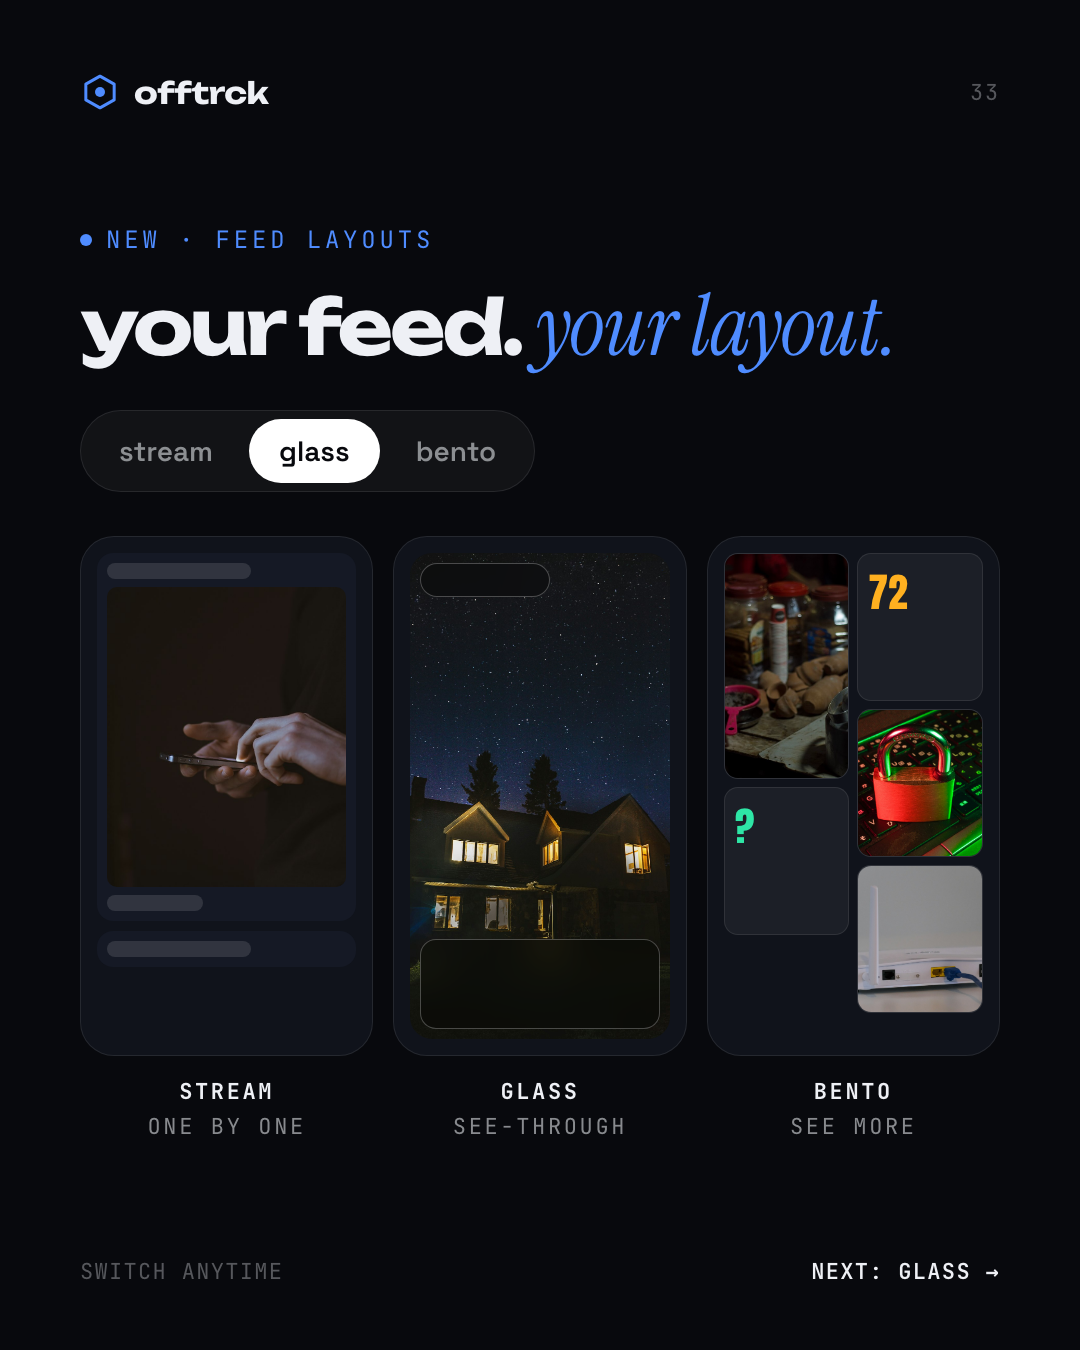 offtrck
33
NEW · FEED LAYOUTS
your feed. your layout.
stream glass bento
72
?
STREAM GLASS BENTO
ONE BY ONE SEE-THROUGH SEE MORE
SWITCH ANYTIME
NEXT: GLASS →